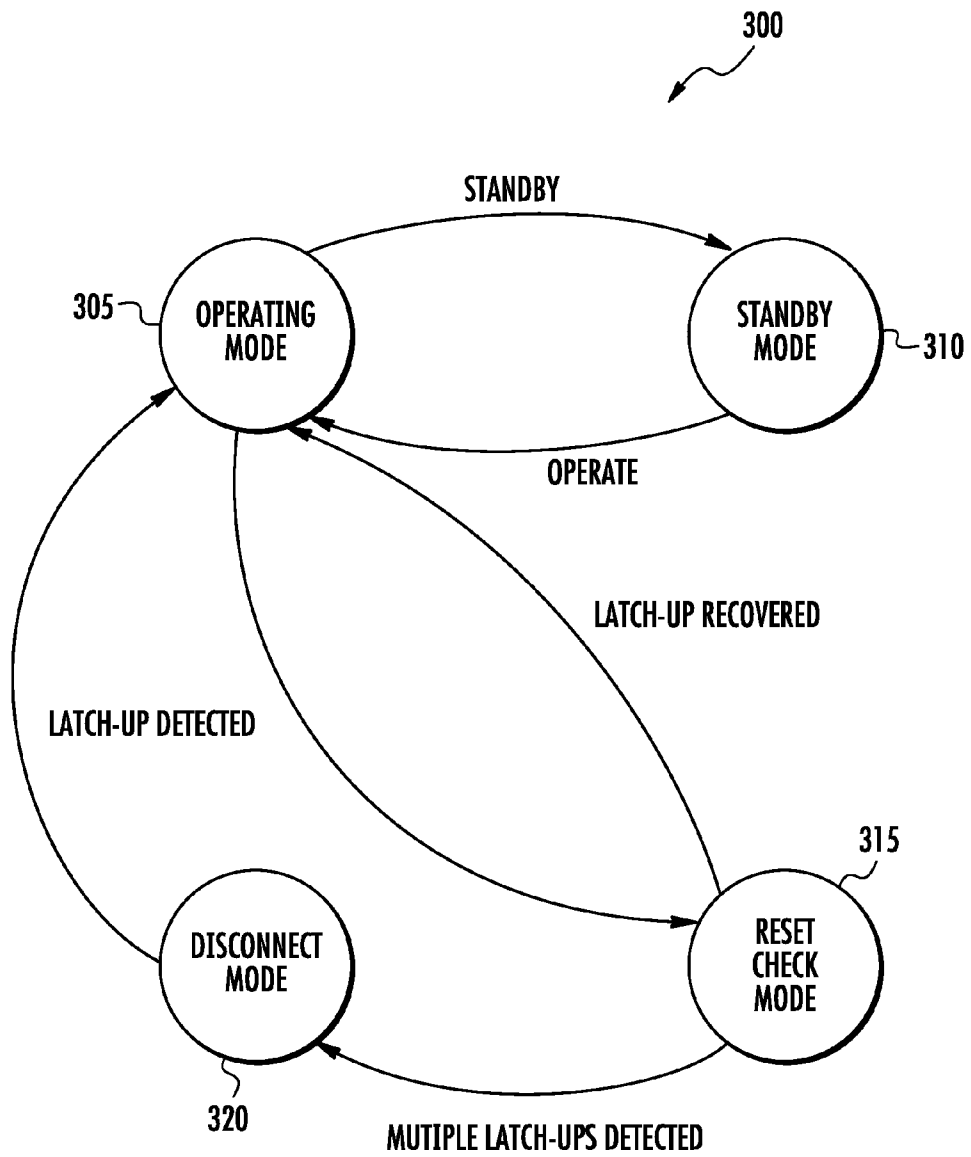 300
STANDBY
305
OPERATING
MODE
STANDBY
MODE
310
OPERATE
LATCH-UP RECOVERED
LATCH-UP DETECTED
315
DISCONNECT
MODE
RESET
CHECK
MODE
320
MUTIPLE LATCH-UPS DETECTED